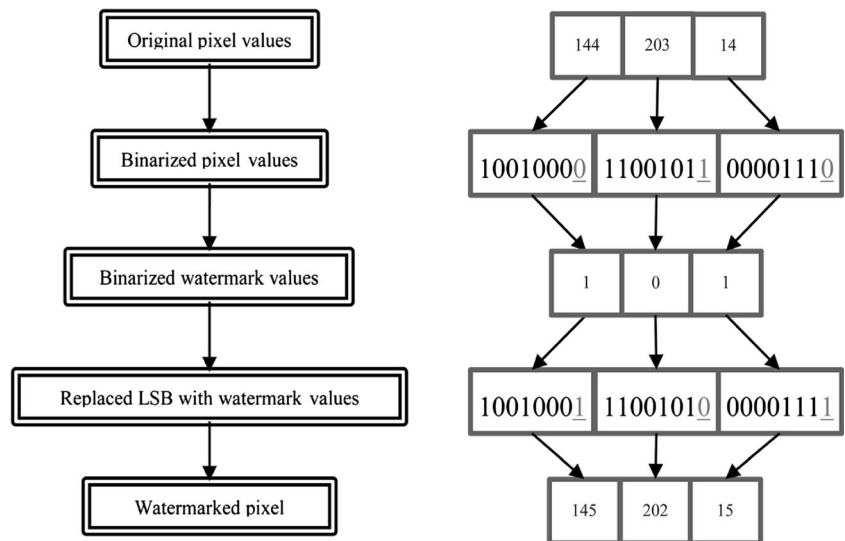 Original pixel values
144 203 14
Binarized pixel values
10010000 11001011 00001110
Binarized watermark values
1 0 1
Replaced LSB with watermark values
10010001 11001010 00001111
Watermarked pixel
145 202 15